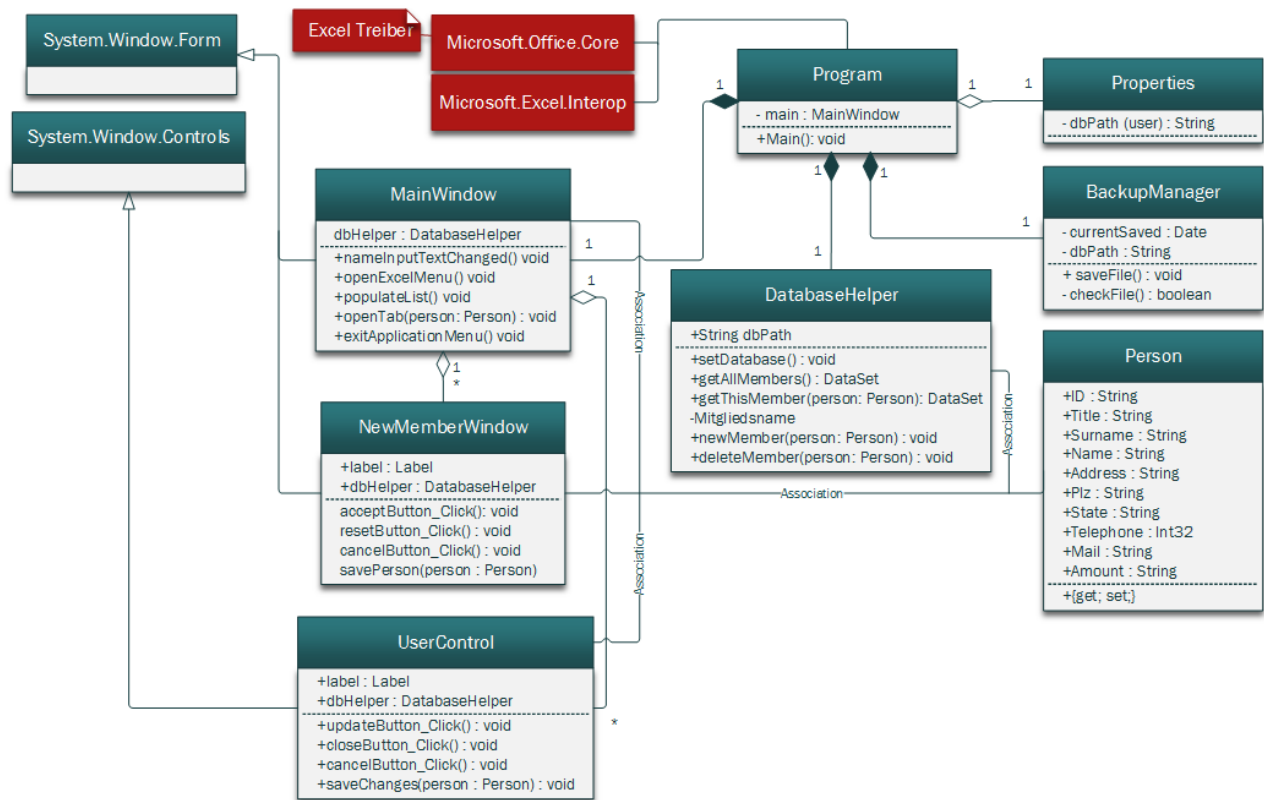 System.Window.Form
Excel Treiber
Microsoft.Office.Core
Microsoft.Excel.Interop
Program
- main : MainWindow
+Main(): void
1
1
1
Properties
- dbPath (user) : String
System.Window.Controls
1
1
BackupManager
- currentSaved : Date
- dbPath : String
+ saveFile() : void
- checkFile() : boolean
1
1
MainWindow
dbHelper : DatabaseHelper
+nameInputTextChanged() void
+openExcelMenu() void
+populateList() void
+openTab(person: Person) : void
+exitApplicationMenu() void
1
1
Association
DatabaseHelper
+String dbPath
+setDatabase() : void
+getAllMembers() : DataSet
+getThisMember(person: Person): DataSet
-Mitgliedsname
+newMember(person: Person) : void
+deleteMember(person: Person) : void
Association
Person
+ID : String
+Title : String
+Surname : String
+Name : String
+Address : String
+Plz : String
+State : String
+Telephone : Int32
+Mail : String
+Amount : String
+{get; set;}
1
*
NewMemberWindow
+label : Label
+dbHelper : DatabaseHelper
acceptButton_Click(): void
resetButton_Click() : void
cancelButton_Click() : void
savePerson(person : Person)
Association
Association
UserControl
+label : Label
+dbHelper : DatabaseHelper
+updateButton_Click() : void
+closeButton_Click() : void
+cancelButton_Click() : void
+saveChanges(person : Person) : void
*